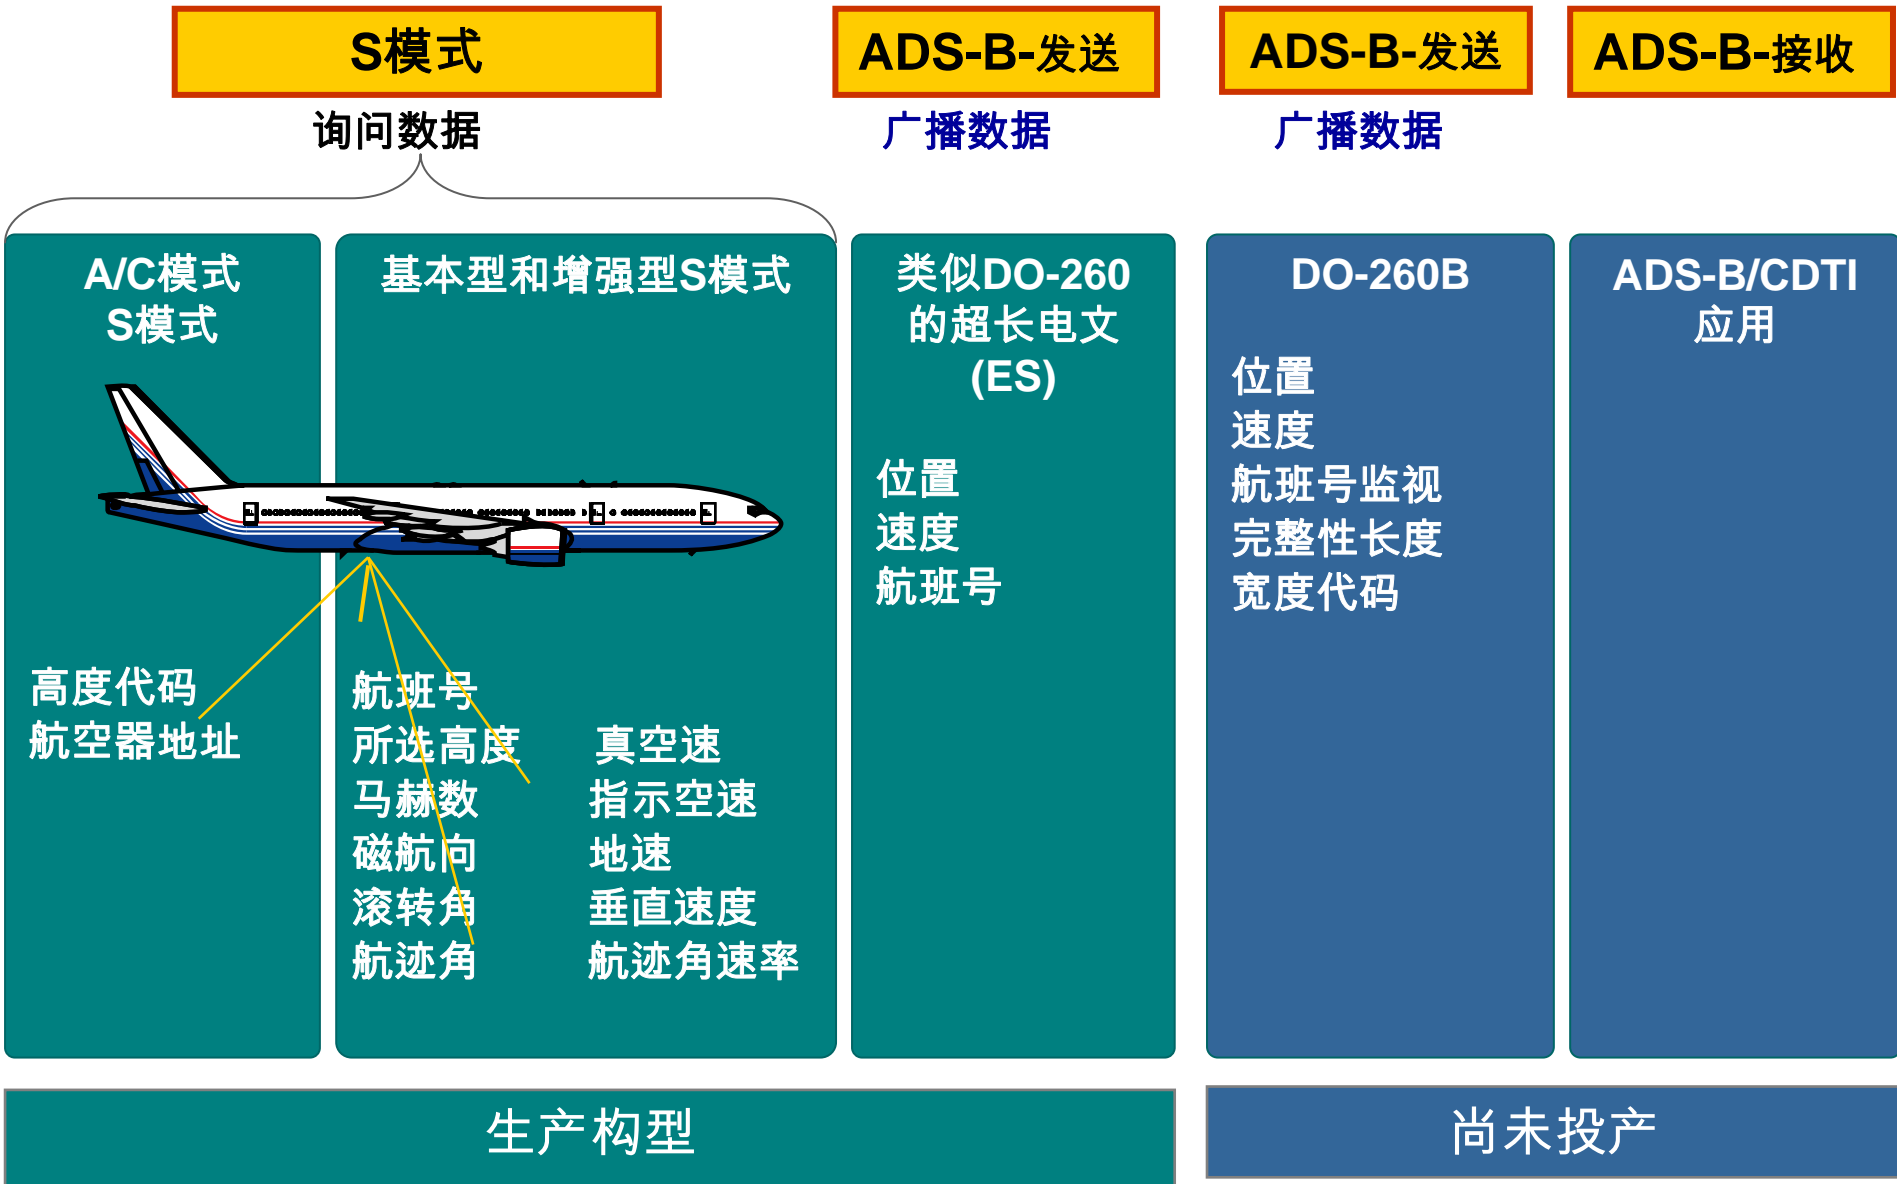 S模式
ADS-B-发送
ADS-B-发送
ADS-B-接收
询问数据
广播数据
广播数据
A/C模式
S模式
高度代码
航空器地址
基本型和增强型S模式
航班号
所选高度 真空速
马赫数 指示空速
磁航向 地速
滚转角 垂直速度
航迹角 航迹角速率
类似DO-260
的超长电文
(ES)
位置
速度
航班号
DO-260B
位置
速度
航班号监视
完整性长度
宽度代码
ADS-B/CDTI
应用
生产构型
尚未投产